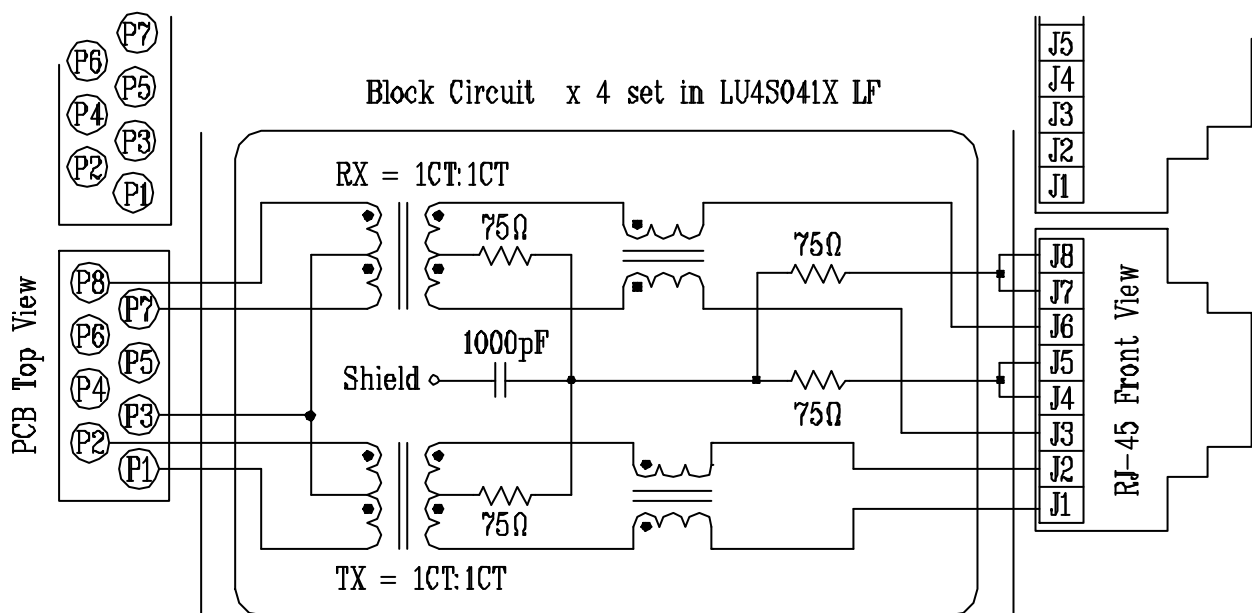 P7
P6
P5
P4
P3
P2
P1
Block Circuit x 4 set in LU4S041X LF
J5
J4
J3
J2
J1
RX = 1CT:1CT
75Ω
75Ω
PCB Top View
P8
P7
P6
P5
P4
P3
P2
P1
1000pF
Shield
75Ω
75Ω
TX = 1CT:1CT
J8
J7
J6
J5
J4
J3
J2
J1
RJ-45 Front View